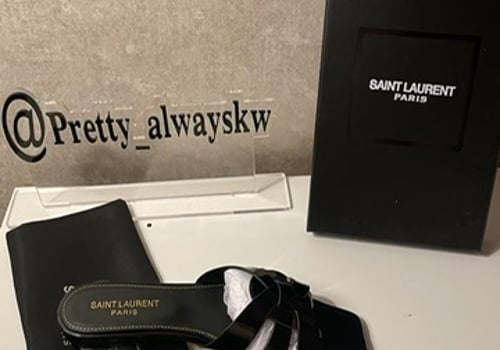 @Pretty_alwayskw
SAINT LAURENT
PARIS
SAINT LAURENT
PARIS